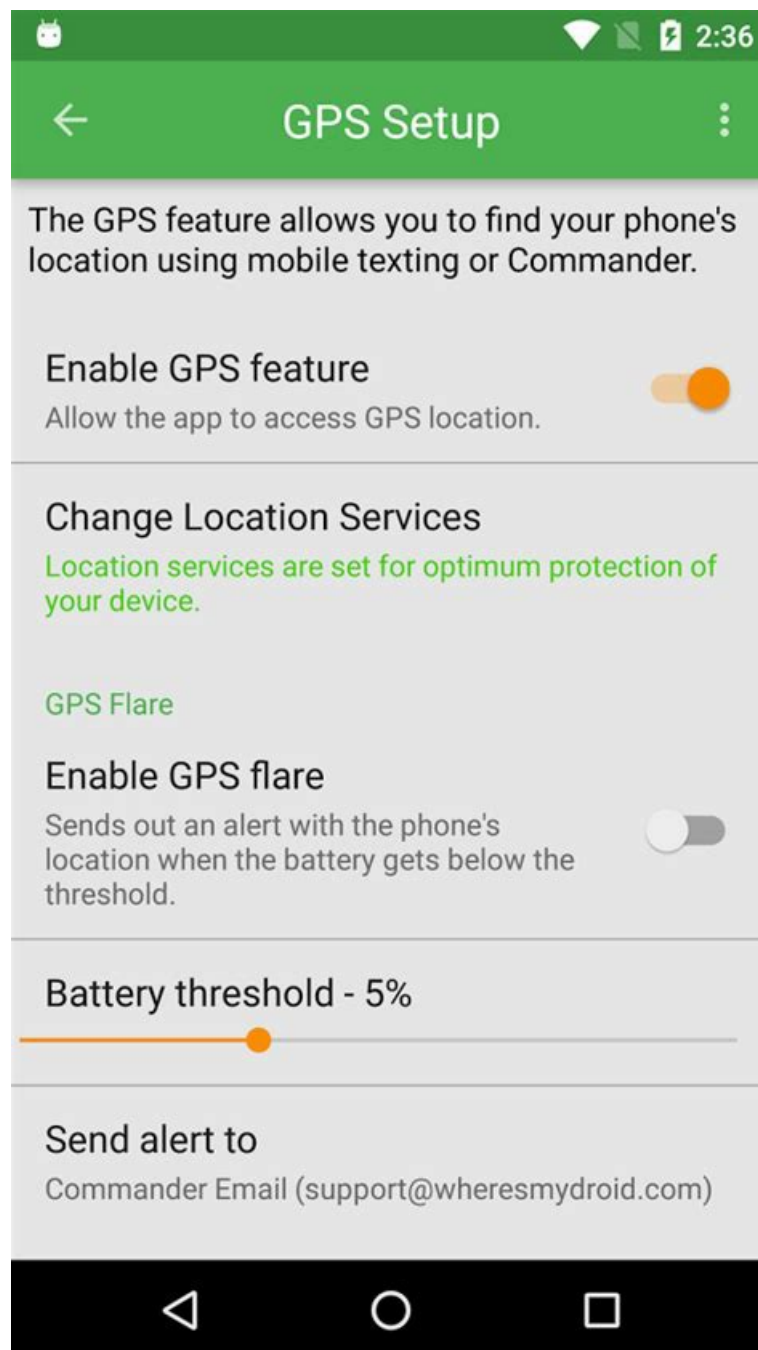 2:36
GPS Setup
The GPS feature allows you to find your phone's
location using mobile texting or Commander.
Enable GPS feature
Allow the app to access GPS location.
Change Location Services
Location services are set for optimum protection of
your device.
GPS Flare
Enable GPS flare
Sends out an alert with the phone's
location when the battery gets below the
threshold.
Battery threshold - 5%
Send alert to
Commander Email (support@wheresmydroid.com)